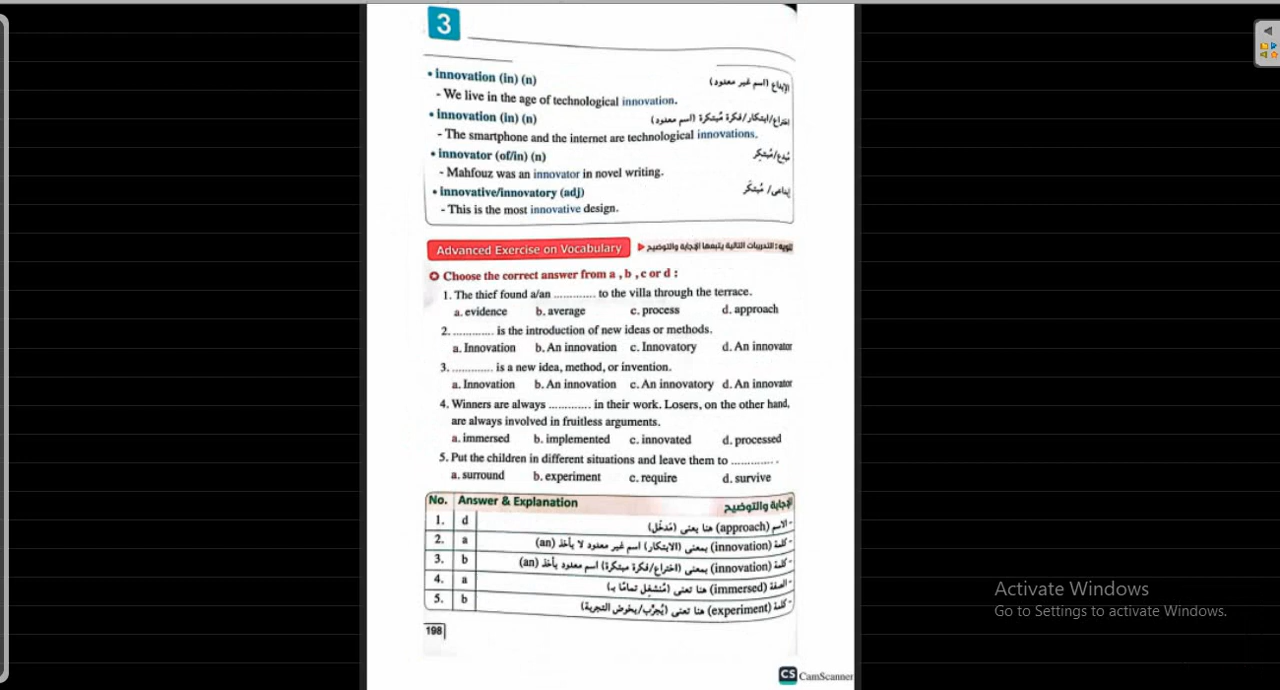 3
• innovation (in) (n) الإبداع (اسم غير معدود)
- We live in the age of technological innovation.
• innovation (in) (n) اختراع/ابتكار/فكرة مُبتكرة (اسم معدود)
- The smartphone and the internet are technological innovations.
• innovator (of/in) (n) مُبدع/مُبتكِر
- Mahfouz was an innovator in novel writing.
• innovative/innovatory (adj) إبداعى/ مُبتكَر
- This is the most innovative design.
Advanced Exercise on Vocabulary تنويه : التدريبات التالية يتبعها الإجابة والتوضيح
Choose the correct answer from a , b , c or d :
1. The thief found a/an ............. to the villa through the terrace.
a. evidence b. average c. process d. approach
2. ............. is the introduction of new ideas or methods.
a. Innovation b. An innovation c. Innovatory d. An innovator
3. ............. is a new idea, method, or invention.
a. Innovation b. An innovation c. An innovatory d. An innovator
4. Winners are always ............. in their work. Losers, on the other hand,
are always involved in fruitless arguments.
a. immersed b. implemented c. innovated d. processed
5. Put the children in different situations and leave them to ............. .
a. surround b. experiment c. require d. survive
No. Answer & Explanation الإجابة والتوضيح
1. d - الاسم (approach) هنا يعنى (مَدخَل)
2. a - كلمة (innovation) بمعنى (الابتكار) اسم غير معدود لا يأخذ (an)
3. b - كلمة (innovation) بمعنى (اختراع/فكرة مبتكرة) اسم معدود يأخذ (an)
4. a - الصفة (immersed) هنا تعنى (مُنشغِل تمامًا بـ)
5. b - كلمة (experiment) هنا تعنى (يُجرِّب/يخوض التجربة)
198
CS CamScanner
Activate Windows
Go to Settings to activate Windows.